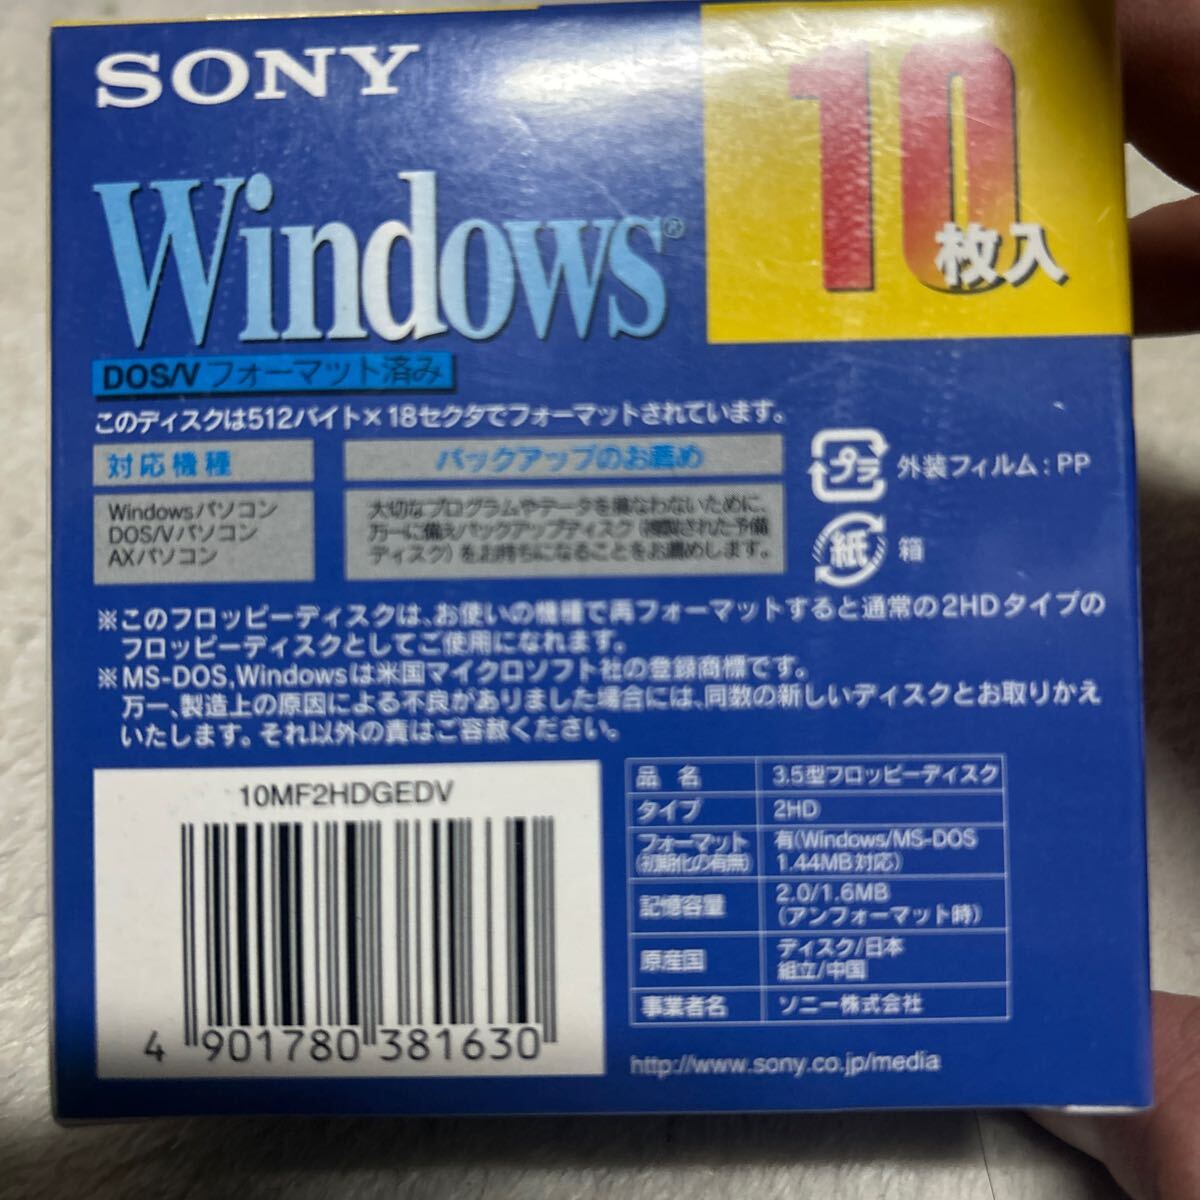 SONY
10
枚入
Windows®
DOS/V フォーマット済み
このディスクは512バイト×18セクタでフォーマットされています。
対応機種
Windowsパソコン
DOS/Vパソコン
AXパソコン
バックアップのお薦め
大切なプログラムやデータを損なわないために、
万一に備えバックアップディスク(複製された予備
ディスク)をお持ちになることをお薦めします。
プラ 外装フィルム:PP
紙 箱
※このフロッピーディスクは、お使いの機種で再フォーマットすると通常の2HDタイプの
フロッピーディスクとしてご使用になれます。
※MS-DOS,Windowsは米国マイクロソフト社の登録商標です。
万一、製造上の原因による不良がありました場合には、同数の新しいディスクとお取りかえ
いたします。それ以外の責はご容赦ください。
10MF2HDGEDV
4 901780 381630
品名 3.5型フロッピーディスク
タイプ 2HD
フォーマット 有(Windows/MS-DOS
(初期化の有無) 1.44MB対応)
記憶容量 2.0/1.6MB
(アンフォーマット時)
原産国 ディスク/日本
組立/中国
事業者名 ソニー株式会社
http://www.sony.co.jp/media